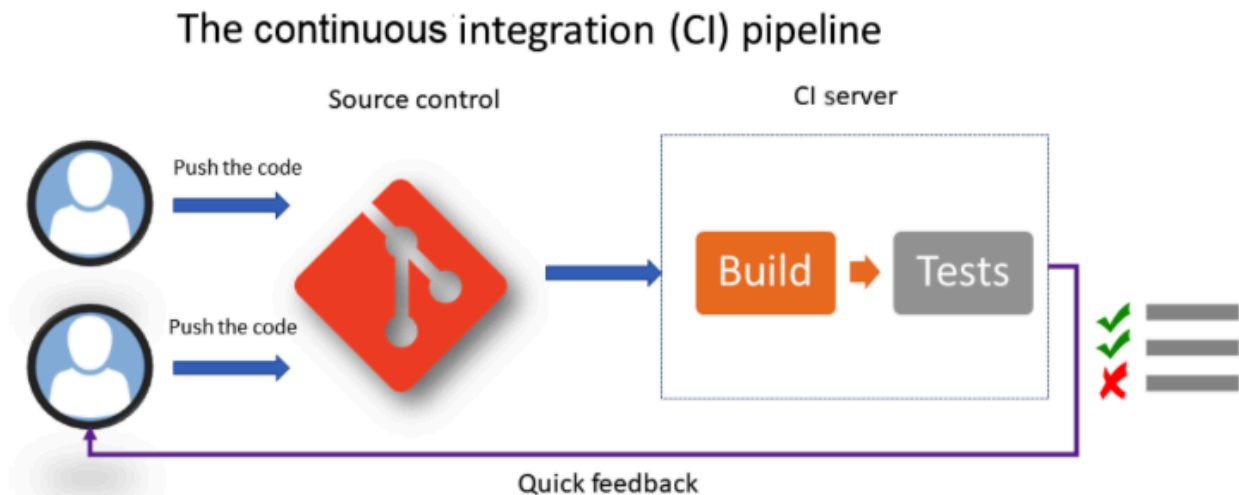 The continuous integration (CI) pipeline
Source control
CI server
Push the code
Build
Tests
Push the code
Quick feedback